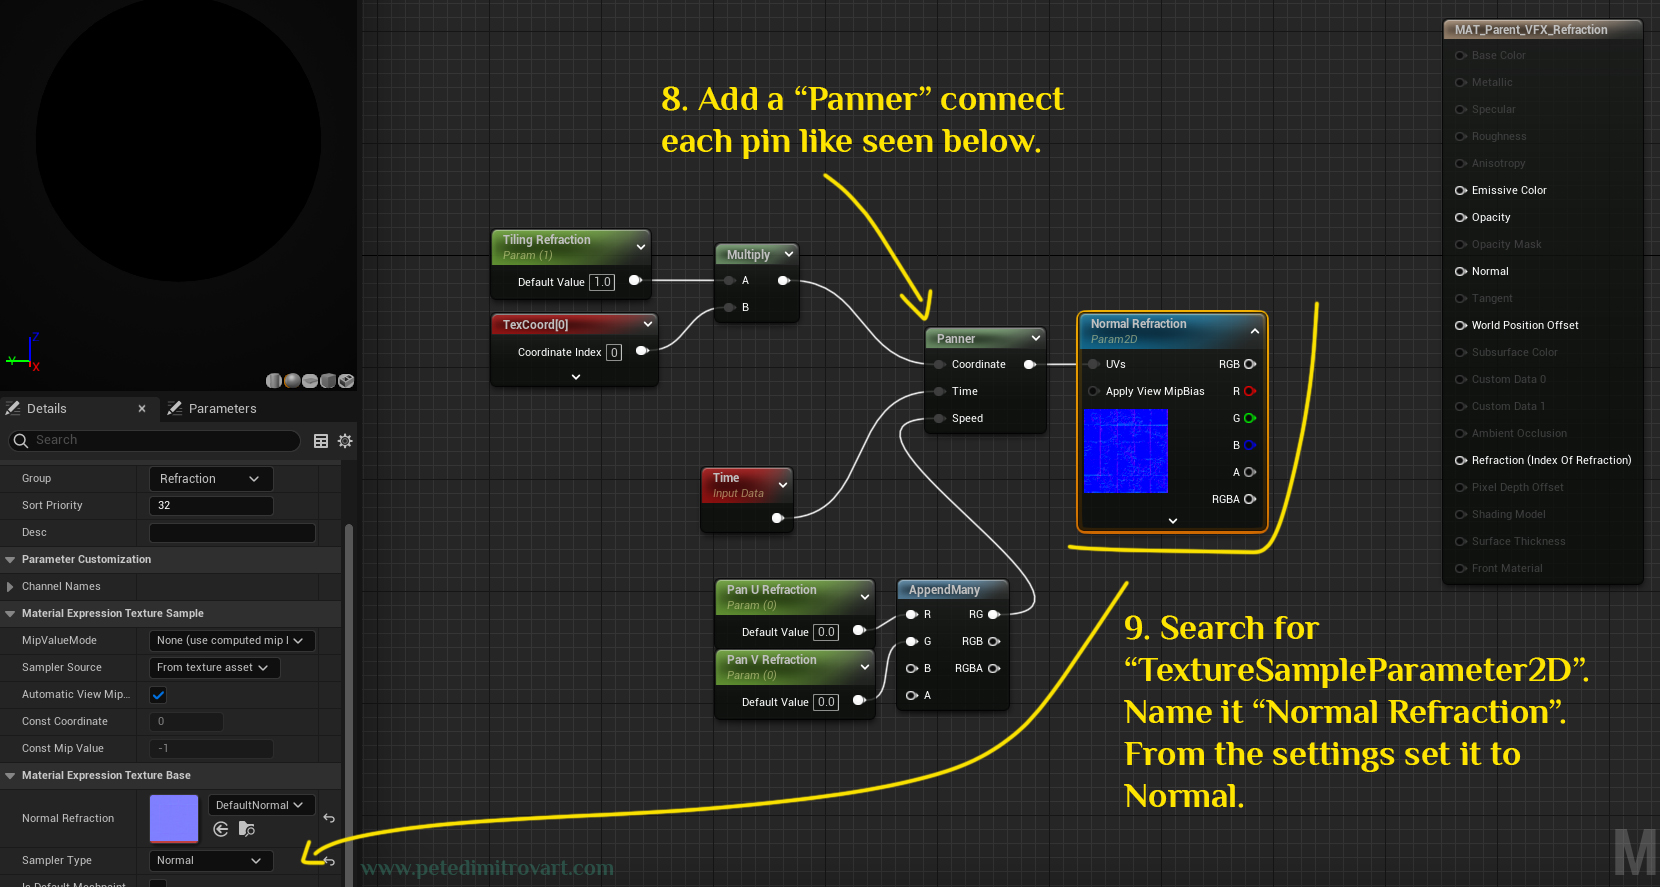 MAT_Parent_VFX_Refraction
Base Color
Metallic
Specular
Roughness
Anisotropy
Emissive Color
Opacity
Opacity Mask
Normal
Tangent
World Position Offset
Subsurface Color
Custom Data 0
Custom Data 1
Ambient Occlusion
Refraction (Index Of Refraction)
Pixel Depth Offset
Shading Model
Surface Thickness
Front Material
8. Add a “Panner” connect
each pin like seen below.
Tiling Refraction
Param (1)
Default Value 1.0
Multiply
A
B
TexCoord[0]
Coordinate Index 0
Panner
Coordinate
Time
Speed
Normal Refraction
Param2D
UVs RGB
Apply View MipBias R
G
B
A
RGBA
Time
Input Data
Pan U Refraction
Param (0)
Default Value 0.0
Pan V Refraction
Param (0)
Default Value 0.0
AppendMany
R RG
G RGB
B RGBA
A
9. Search for
“TextureSampleParameter2D”.
Name it “Normal Refraction”.
From the settings set it to
Normal.
Z
Y
X
Details × Parameters
Search
Group Refraction
Sort Priority 32
Desc
Parameter Customization
Channel Names
Material Expression Texture Sample
MipValueMode None (use computed mip l
Sampler Source From texture asset
Automatic View Mip...
Const Coordinate 0
Const Mip Value -1
Material Expression Texture Base
Normal Refraction DefaultNormal
Sampler Type Normal
Is Default Meshpaint
www.petedimitrovart.com
M